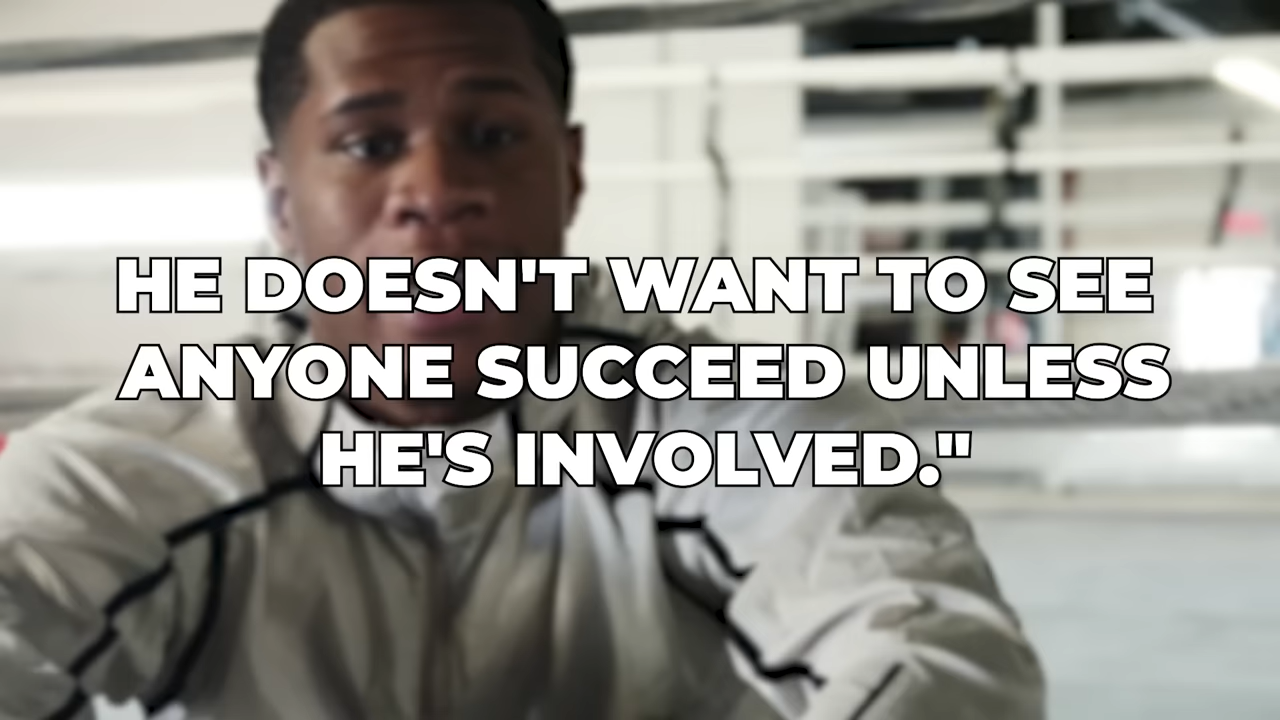 HE DOESN'T WANT TO SEE
ANYONE SUCCEED UNLESS
HE'S INVOLVED."